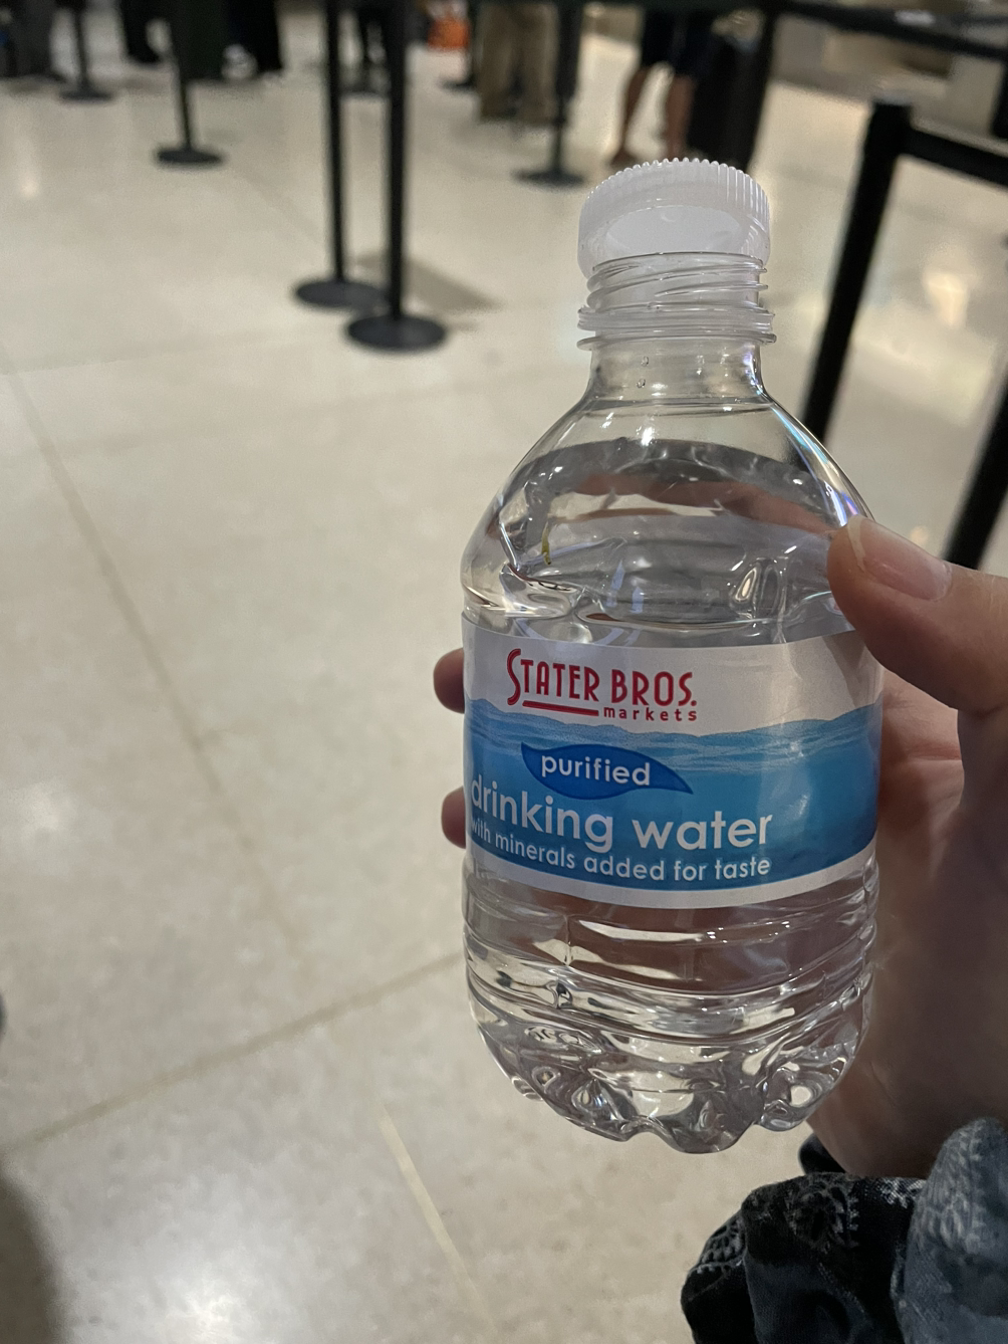 STATER BROS.
markets
purified
drinking water
with minerals added for taste